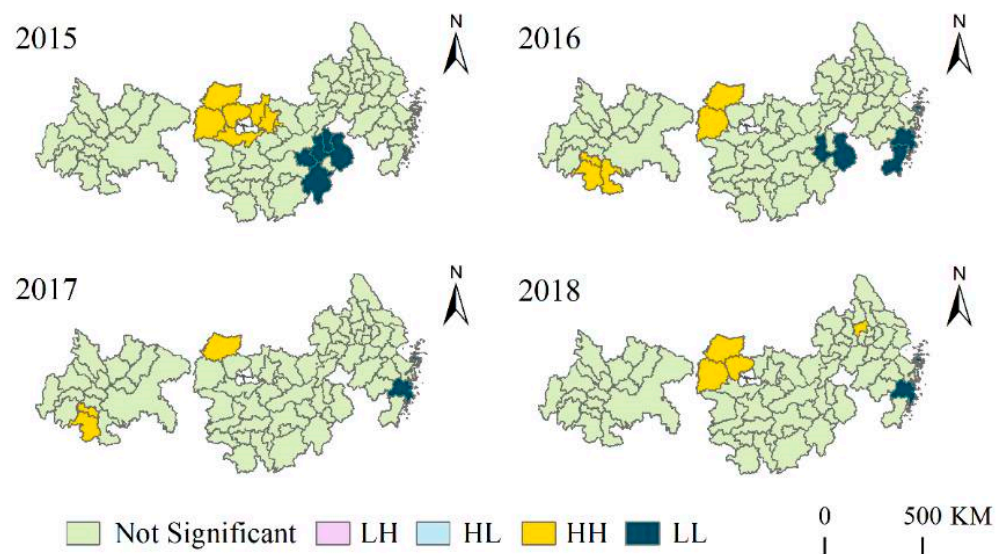 2015
N
2016
N
2017
N
2018
N
Not Significant LH HL HH LL
0 500 KM